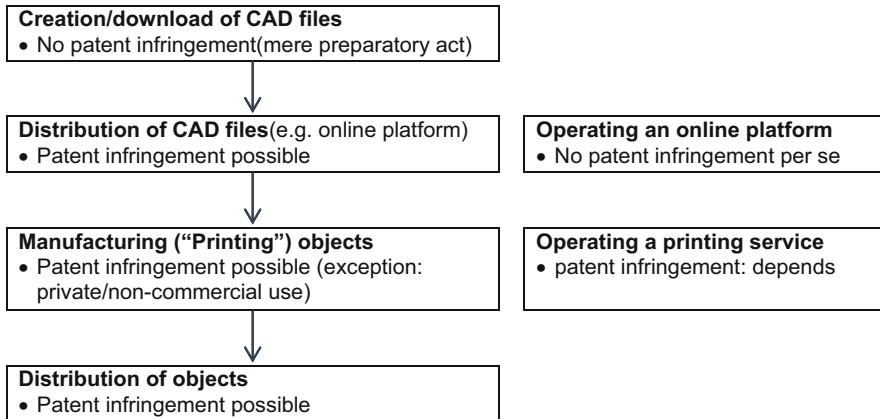 Creation/download of CAD files
• No patent infringement(mere preparatory act)
Distribution of CAD files(e.g. online platform)
• Patent infringement possible
Operating an online platform
• No patent infringement per se
Manufacturing (“Printing”) objects
• Patent infringement possible (exception:
private/non-commercial use)
Operating a printing service
• patent infringement: depends
Distribution of objects
• Patent infringement possible